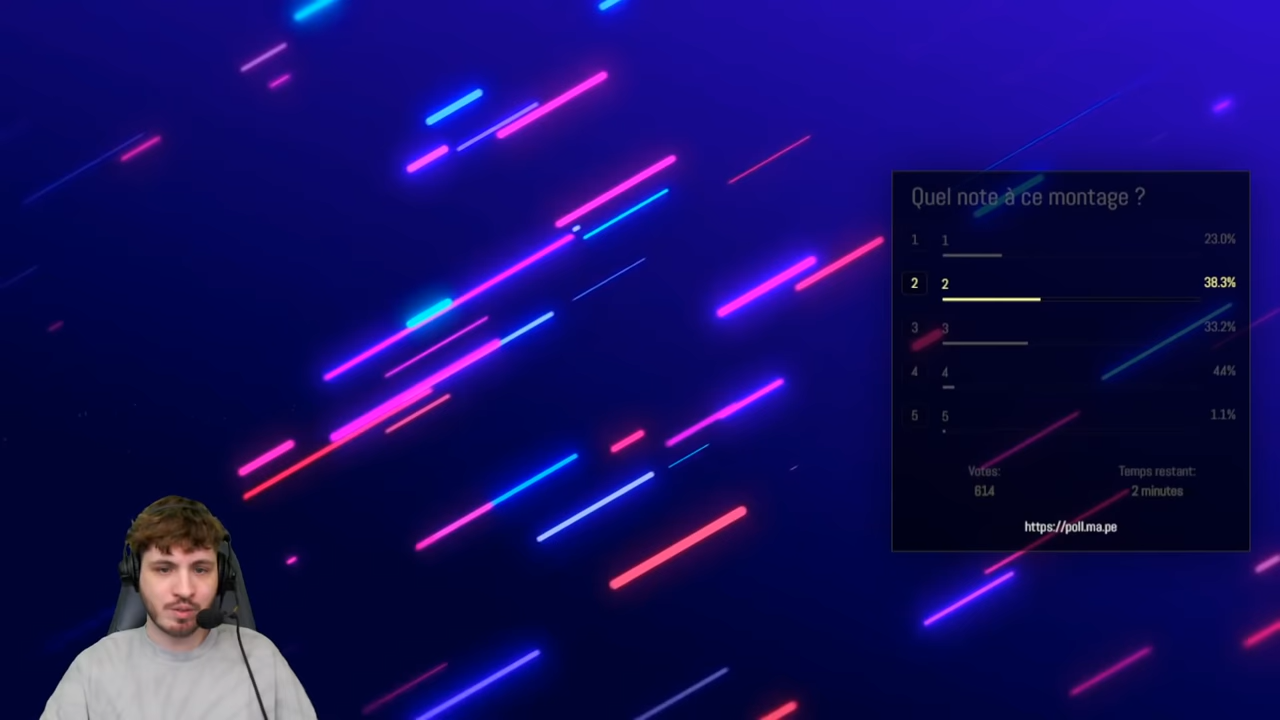 Quel note à ce montage ?
1 1 23.0%
2 2 38.3%
3 3 33.2%
4 4 4.4%
5 5 1.1%
Votes: Temps restant:
614 2 minutes
https://poll.ma.pe